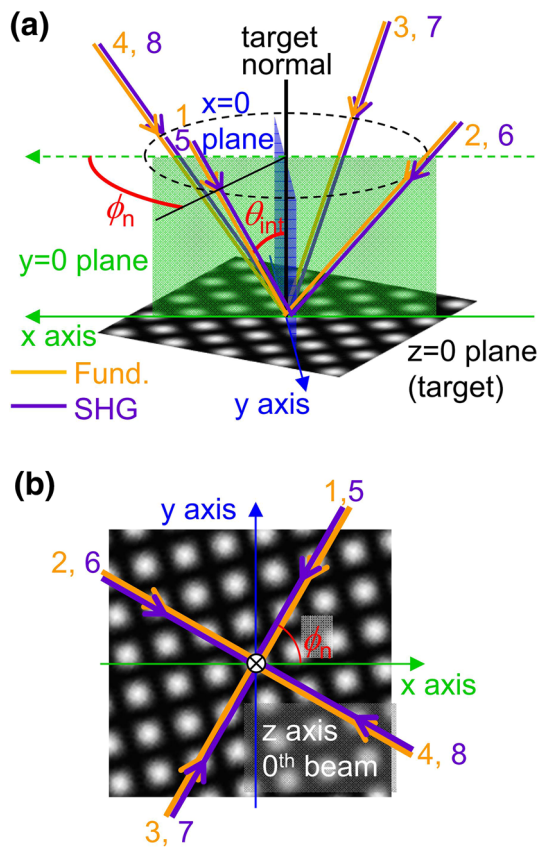 (a)
4, 8
target
normal
3, 7
1
5
x=0
plane
2, 6
ϕn
θint
y=0 plane
x axis
z=0 plane
(target)
Fund.
SHG
y axis
(b)
y axis
1,5
2, 6
ϕn
x axis
z axis
0th beam
4, 8
3, 7